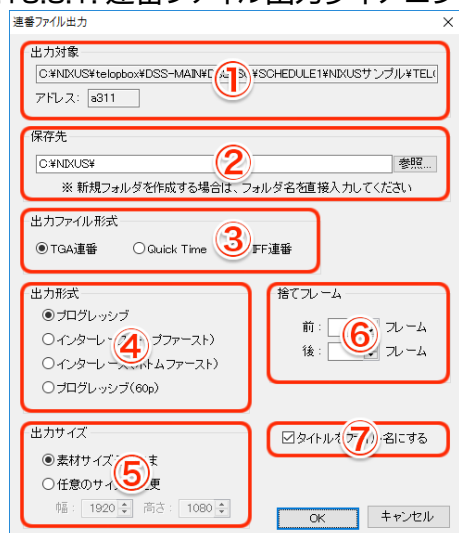 連番ファイル出力
出力対象
①
C:¥NIXUS¥telopbox¥DSS-MAIN¥ ¥SCHEDULE1¥NIXUSサンプル¥TEL
アドレス: a311
保存先
②
C:¥NIXUS¥
参照...
※ 新規フォルダを作成する場合は、フォルダ名を直接入力してください
出力ファイル形式
③
TGA連番 Quick Time 連番
出力形式
④
プログレッシブ
インターレー ファースト)
インターレース ボトムファースト)
プログレッシブ(60p)
捨てフレーム
⑥
前: フレーム
後: フレーム
出力サイズ
⑤
素材サイズ ま
任意のサイ 更
幅: 1920 高さ: 1080
⑦
タイトルを 名にする
OK キャンセル